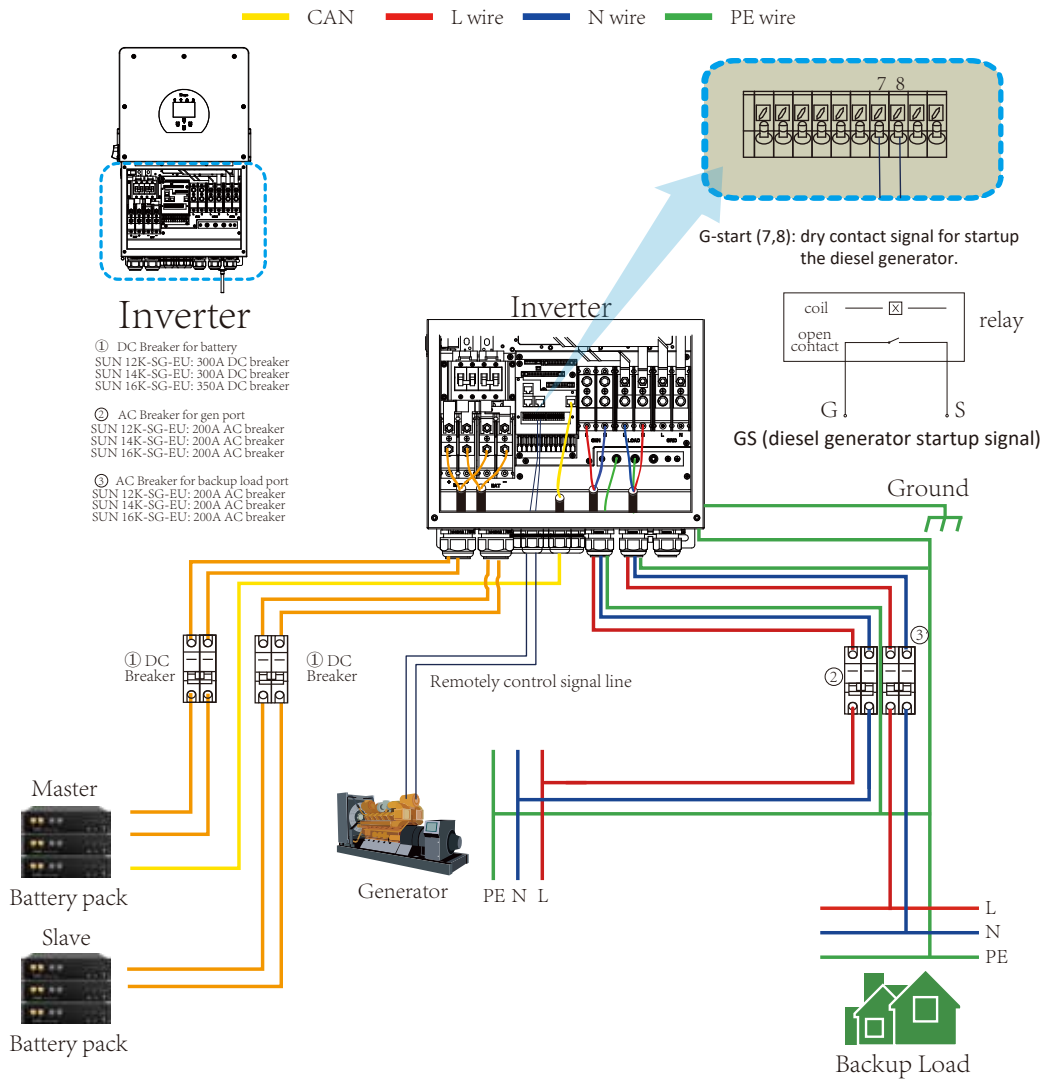 CAN
L wire
N wire
PE wire
7 8
G-start (7,8): dry contact signal for startup
the diesel generator.
Inverter
① DC Breaker for battery
SUN 12K-SG-EU: 300A DC breaker
SUN 14K-SG-EU: 300A DC breaker
SUN 16K-SG-EU: 350A DC breaker
② AC Breaker for gen port
SUN 12K-SG-EU: 200A AC breaker
SUN 14K-SG-EU: 200A AC breaker
SUN 16K-SG-EU: 200A AC breaker
③ AC Breaker for backup load port
SUN 12K-SG-EU: 200A AC breaker
SUN 14K-SG-EU: 200A AC breaker
SUN 16K-SG-EU: 200A AC breaker
Inverter
GEN
LOAD
L
GRID
N
BAT
coil
open
contact
relay
G
S
GS (diesel generator startup signal)
Ground
① DC
Breaker
① DC
Breaker
Remotely control signal line
②
③
Master
Battery pack
Slave
Battery pack
Generator
PE N L
L
N
PE
Backup Load